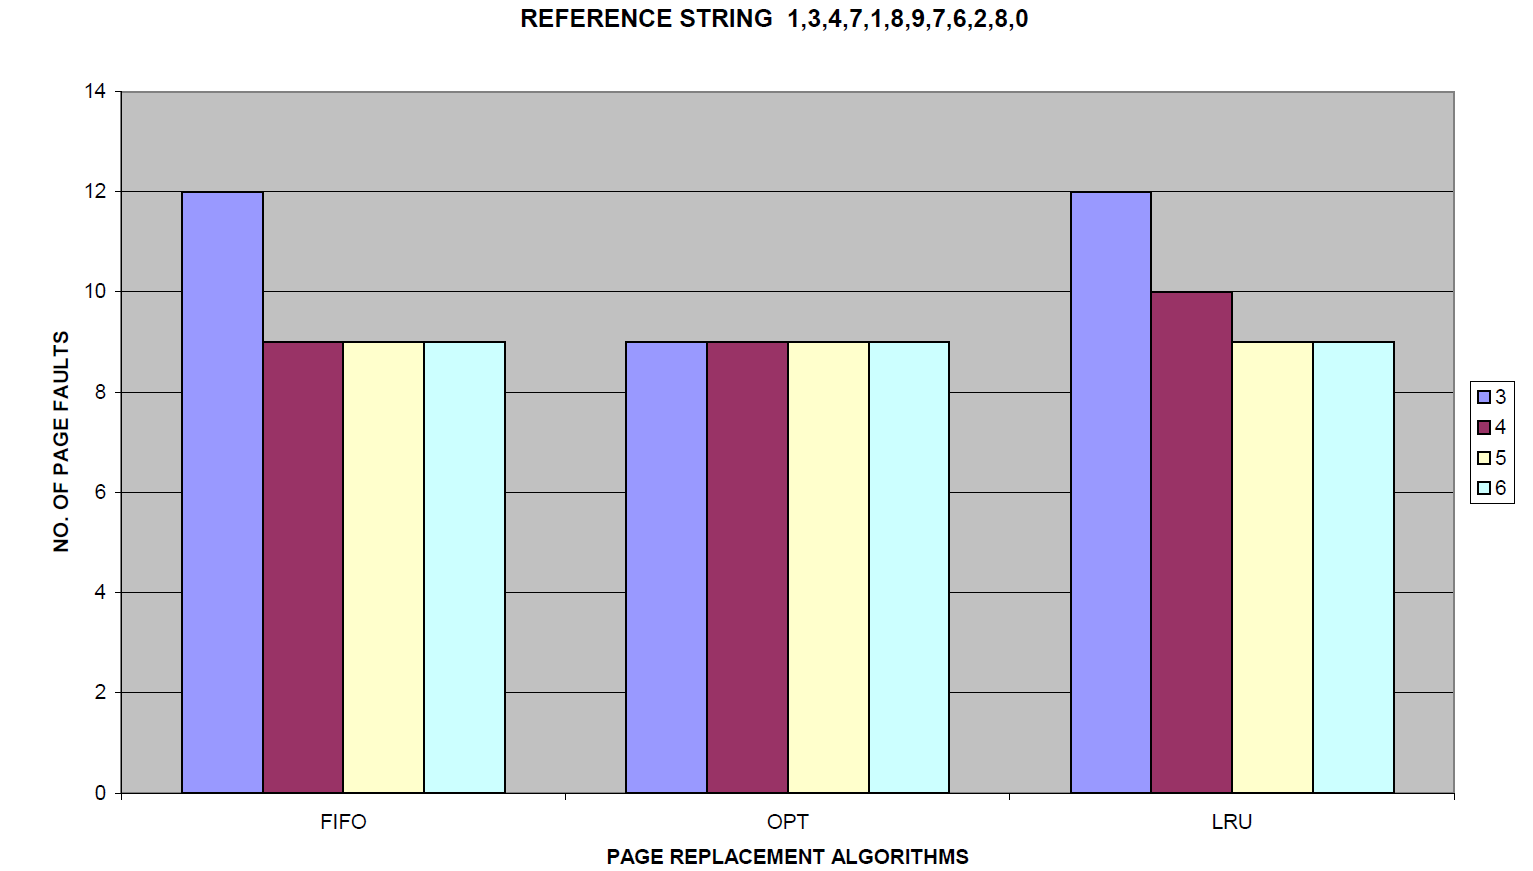 REFERENCE STRING 1,3,4,7,1,8,9,7,6,2,8,0
14
12
10
8
6
4
2
0
NO. OF PAGE FAULTS
FIFO
OPT
LRU
PAGE REPLACEMENT ALGORITHMS
3
4
5
6